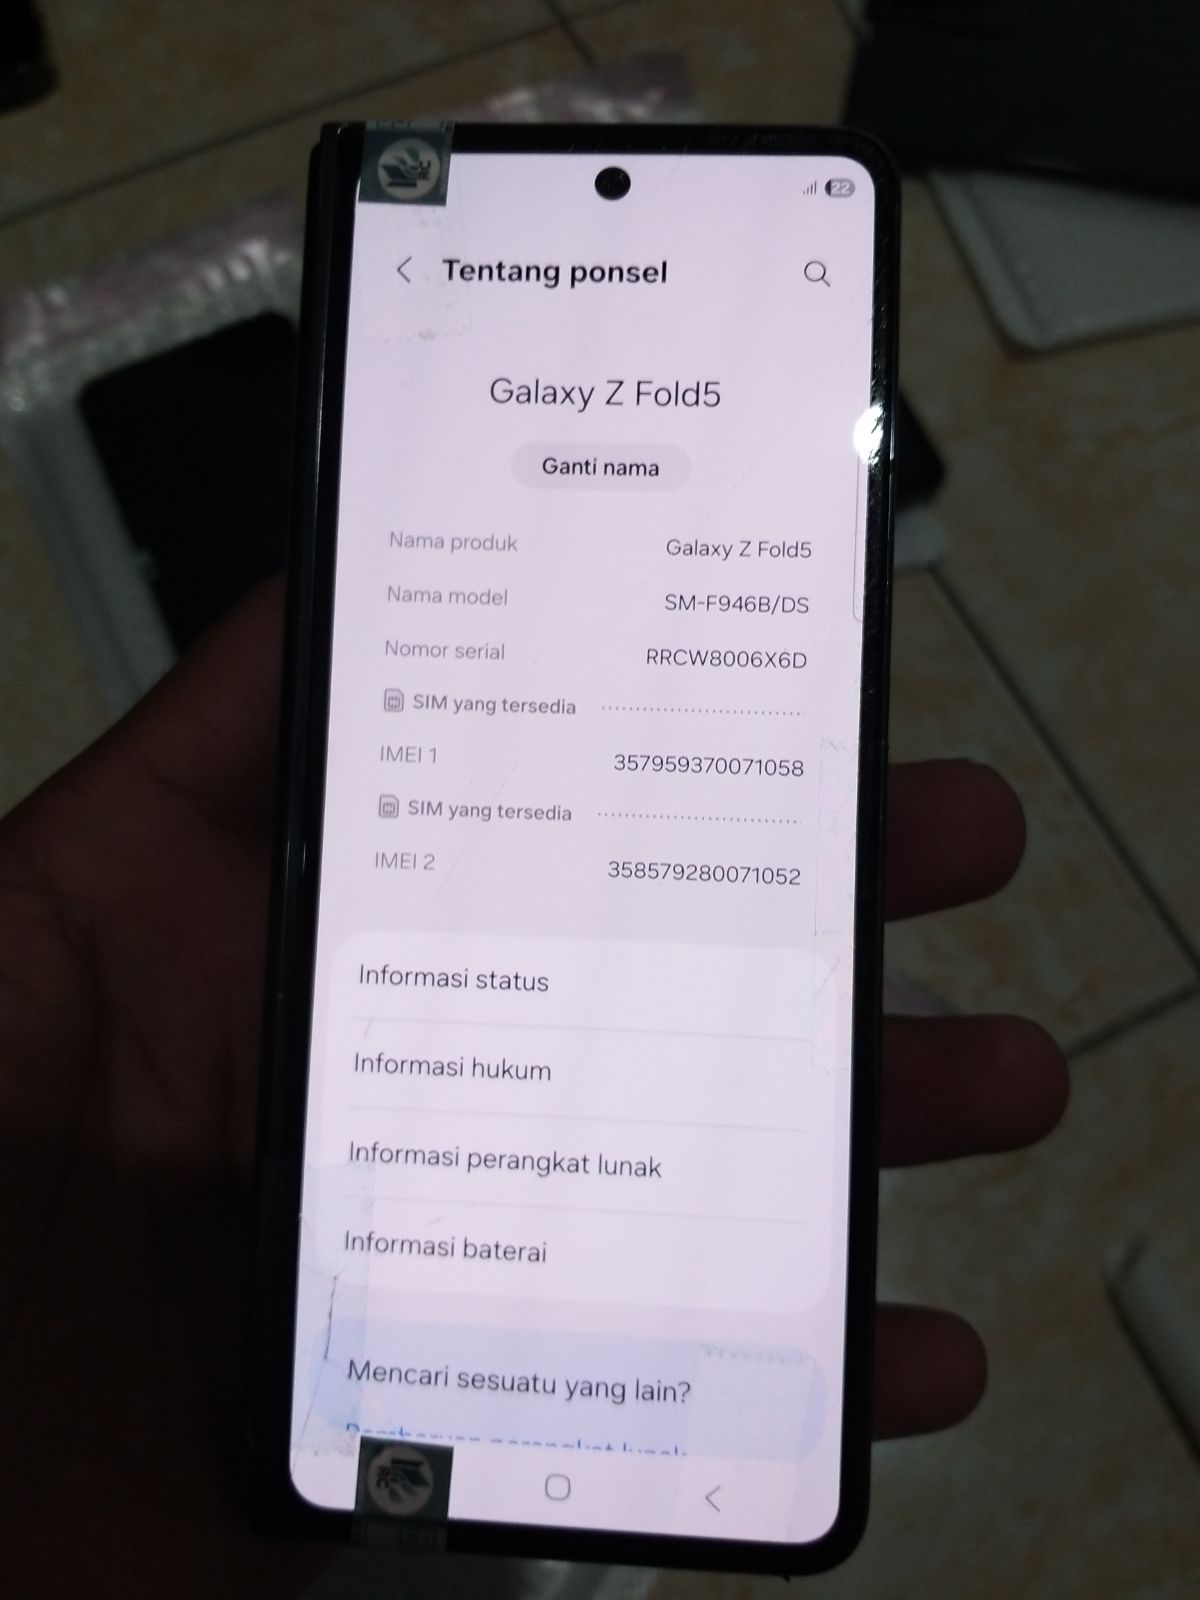 RC
22
Tentang ponsel
Galaxy Z Fold5
Ganti nama
Nama produk Galaxy Z Fold5
Nama model SM-F946B/DS
Nomor serial RRCW8006X6D
SIM yang tersedia
IMEI 1 357959370071058
SIM yang tersedia
IMEI 2 358579280071052
Informasi status
Informasi hukum
Informasi perangkat lunak
Informasi baterai
Mencari sesuatu yang lain?
RC